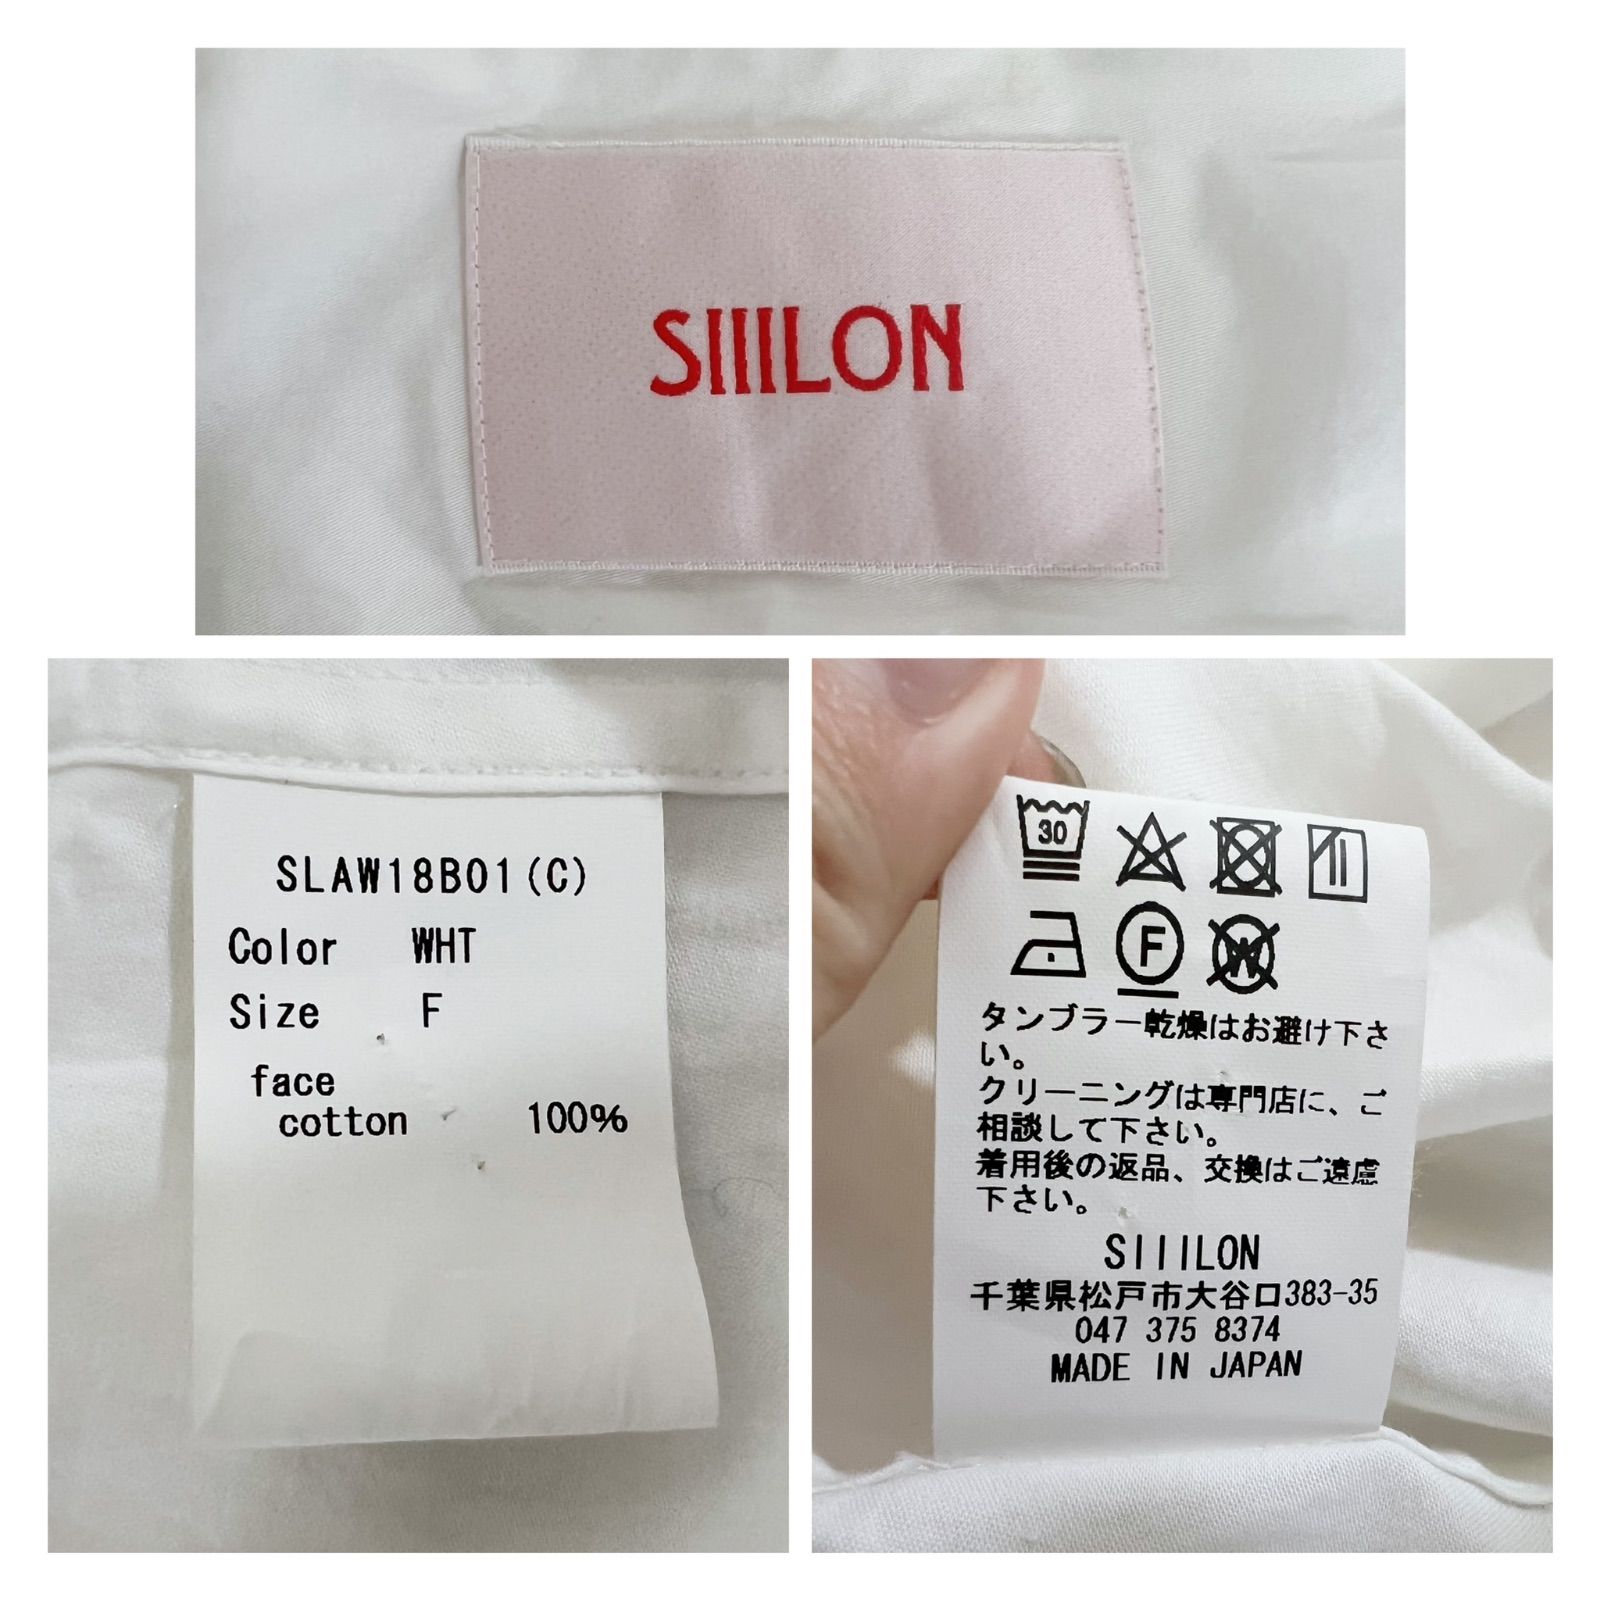 SIIILON
SLAW18B01(C)
Color WHT
Size F
face
cotton 100%
30
F
W
タンブラー乾燥はお避け下さ
い。
クリーニングは専門店に、ご
相談して下さい。
着用後の返品、交換はご遠慮
下さい。
SIIILON
千葉県松戸市大谷口383-35
047 375 8374
MADE IN JAPAN